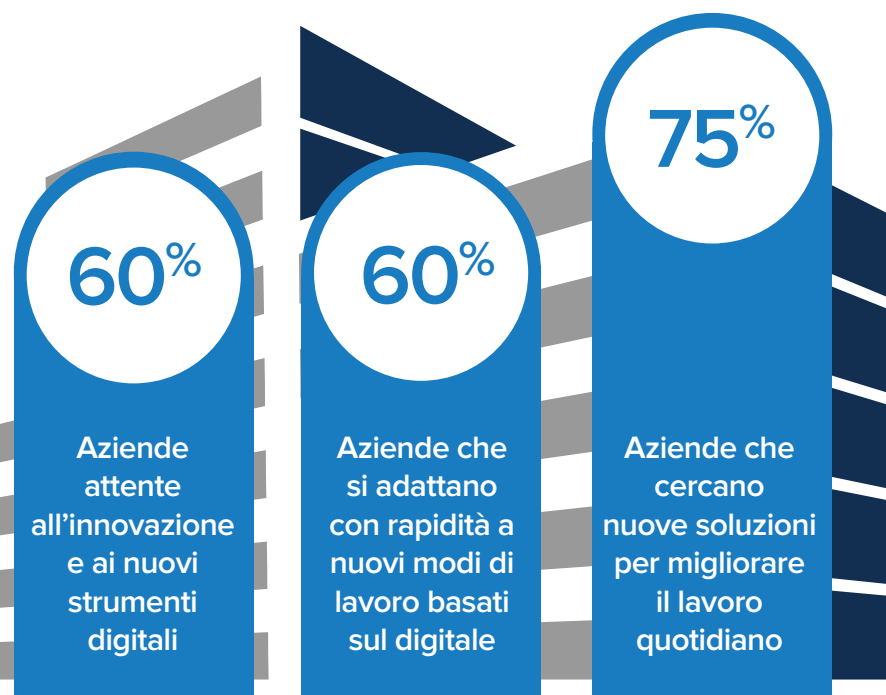 60%
Aziende
attente
all’innovazione
e ai nuovi
strumenti
digitali
60%
Aziende che
si adattano
con rapidità a
nuovi modi di
lavoro basati
sul digitale
75%
Aziende che
cercano
nuove soluzioni
per migliorare
il lavoro
quotidiano